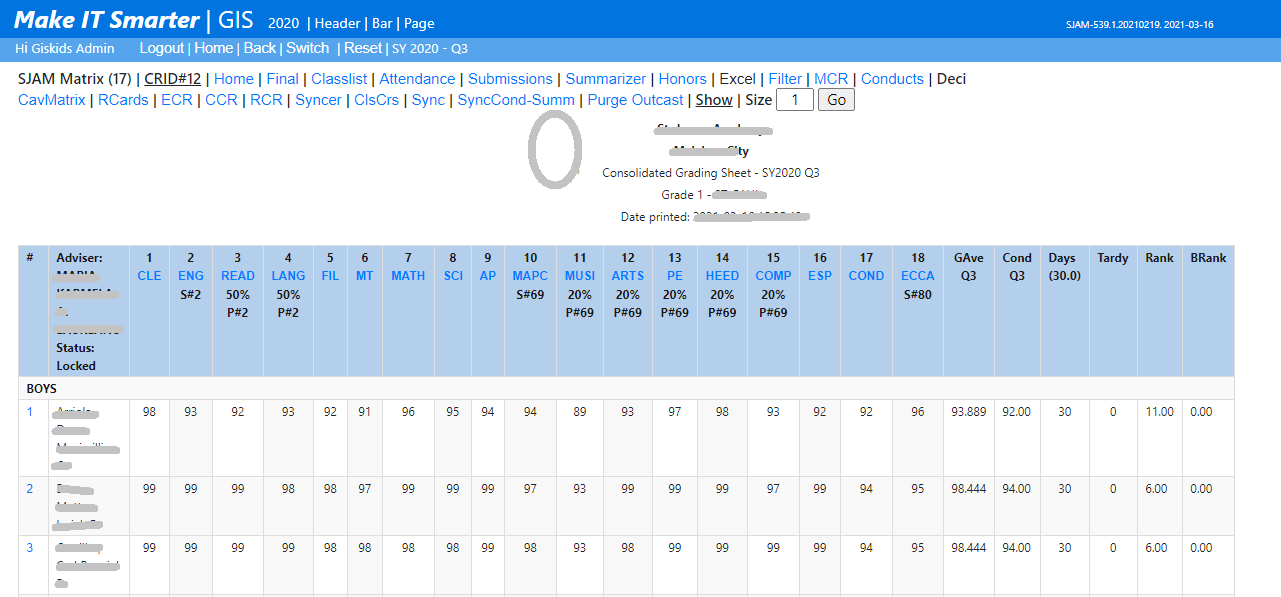 Make IT Smarter | GIS 2020 | Header | Bar | Page SJAM-539.1.20210219. 2021-03-16
Hi Giskids Admin Logout | Home | Back | Switch | Reset | SY 2020 - Q3
SJAM Matrix (17) | CRID#12 | Home | Final | Classlist | Attendance | Submissions | Summarizer | Honors | Excel | Filter | MCR | Conducts | Deci
CavMatrix | RCards | ECR | CCR | RCR | Syncer | ClsCrs | Sync | SyncCond-Summ | Purge Outcast | Show | Size 1 Go
City
Consolidated Grading Sheet - SY2020 Q3
Grade 1 -
Date printed:
# Adviser: 1 2 3 4 5 6 7 8 9 10 11 12 13 14 15 16 17 18 GAve Cond Days Tardy Rank BRank
CLE ENG READ LANG FIL MT MATH SCI AP MAPC MUSI ARTS PE HEED COMP ESP COND ECCA Q3 Q3 (30.0)
S#2 50% 50% S#69 20% 20% 20% 20% 20% S#80
P#2 P#2 P#69 P#69 P#69 P#69 P#69
Status:
Locked
BOYS
1 98 93 92 93 92 91 96 95 94 94 89 93 97 98 93 92 92 96 93.889 92.00 30 0 11.00 0.00
2 99 99 99 98 98 97 99 99 99 97 93 99 99 99 97 99 94 95 98.444 94.00 30 0 6.00 0.00
3 99 99 99 99 98 98 98 98 99 98 93 98 99 99 99 99 94 95 98.444 94.00 30 0 6.00 0.00